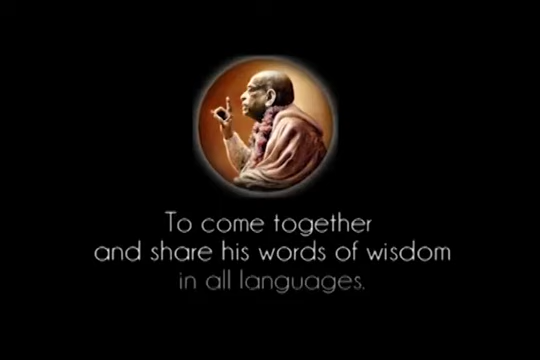 To come together
and share his words of wisdom
in all languages.